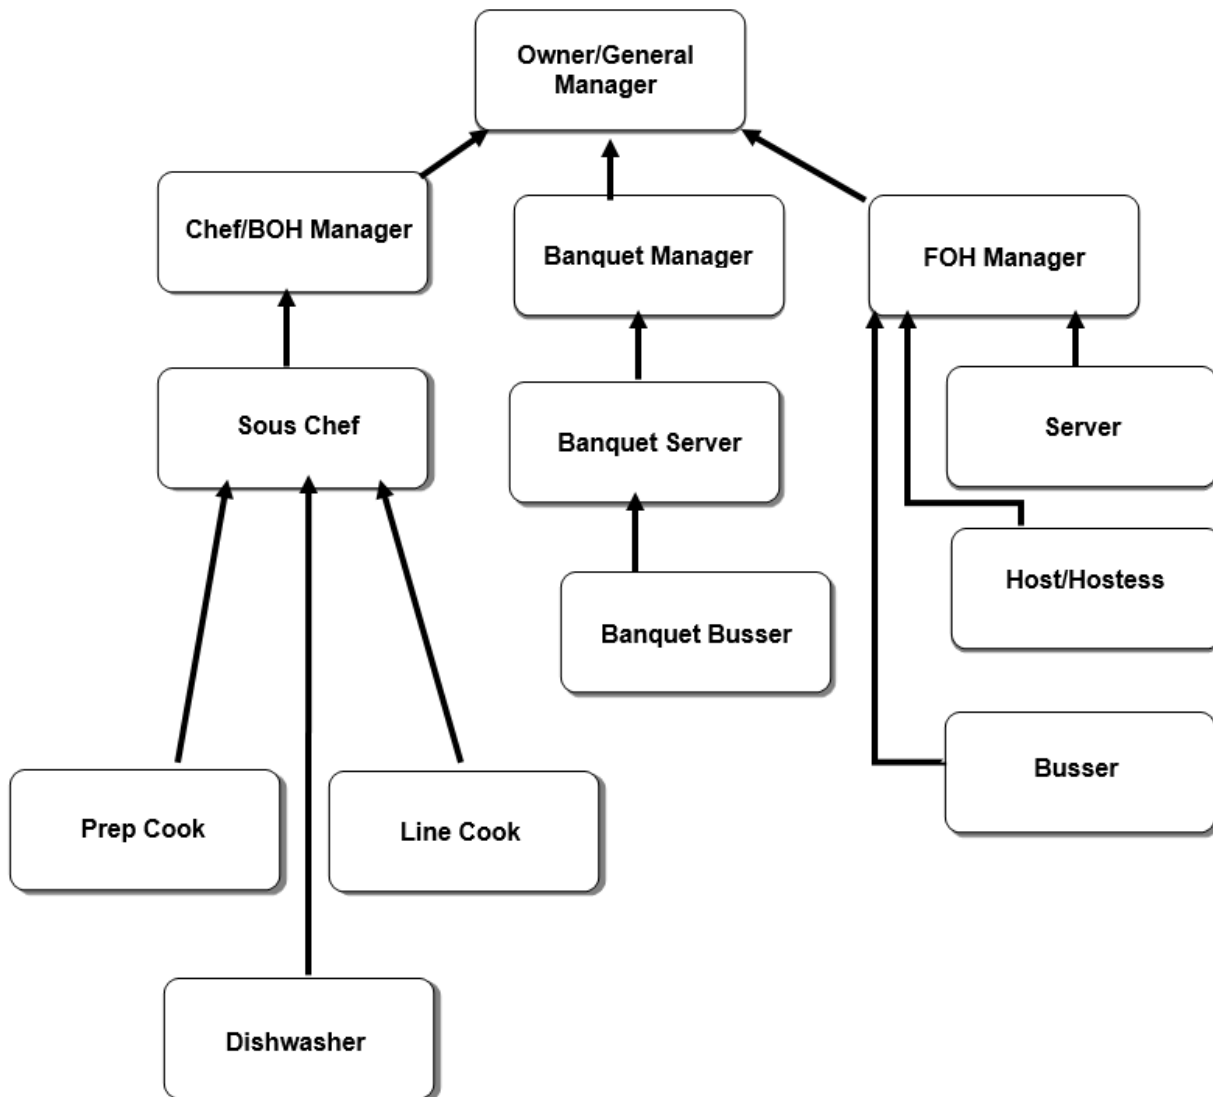 Owner/General
Manager
Chef/BOH Manager
Banquet Manager
FOH Manager
Sous Chef
Banquet Server
Server
Host/Hostess
Banquet Busser
Busser
Prep Cook
Line Cook
Dishwasher